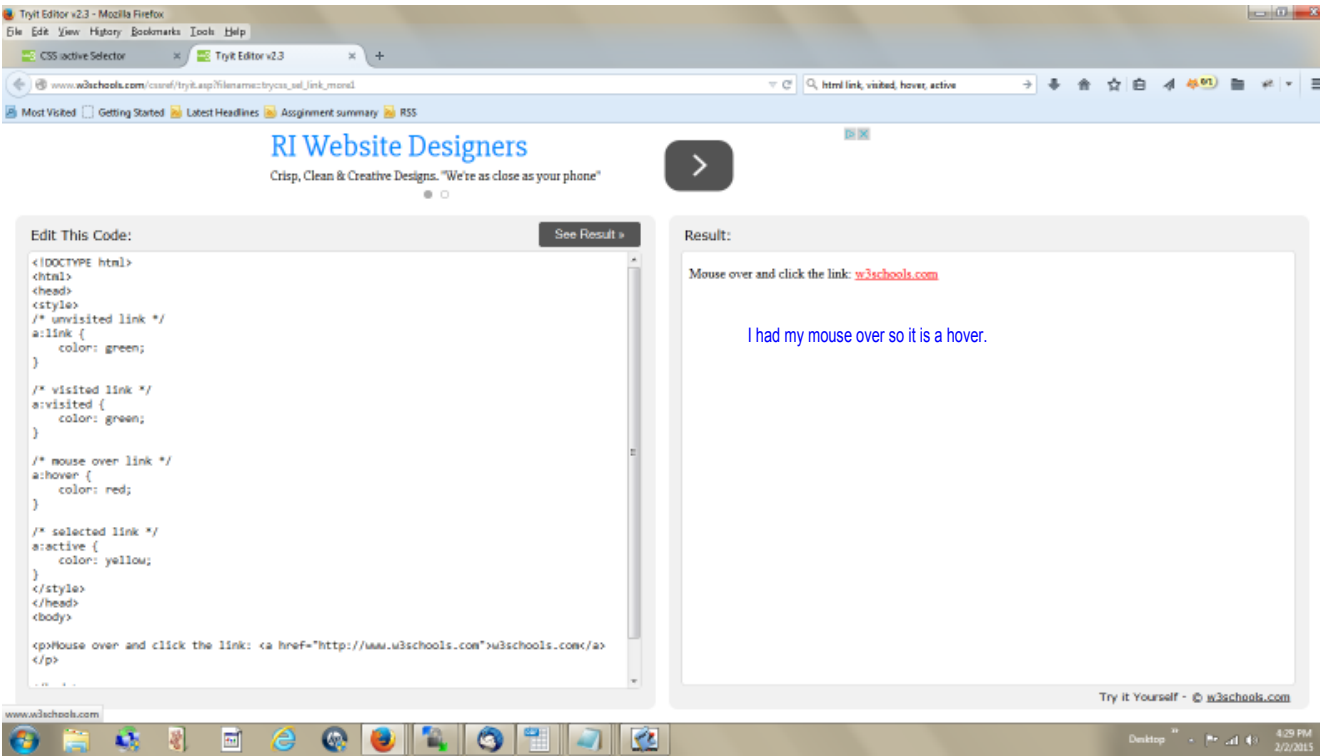 Tryit Editor v2.3 - Mozilla Firefox
File Edit View History Bookmarks Tools Help
CSS :active Selector × Tryit Editor v2.3 × +
www.w3schools.com/cssref/tryit.asp?filename=trycss_sel_link_more1
html link, visited, hover, active
0/1
Most Visited Getting Started Latest Headlines Assginment summary RSS
RI Website Designers
Crisp, Clean & Creative Designs. "We're as close as your phone"
Edit This Code:
See Result »
<!DOCTYPE html>
<html>
<head>
<style>
/* unvisited link */
a:link {
    color: green;
}
/* visited link */
a:visited {
    color: green;
}
/* mouse over link */
a:hover {
    color: red;
}
/* selected link */
a:active {
    color: yellow;
}
</style>
</head>
<body>
<p>Mouse over and click the link: <a href="http://www.w3schools.com">w3schools.com</a>
</p>
Result:
Mouse over and click the link: w3schools.com
I had my mouse over so it is a hover.
Try it Yourself - © w3schools.com
www.w3schools.com
Desktop
4:29 PM
2/2/2015